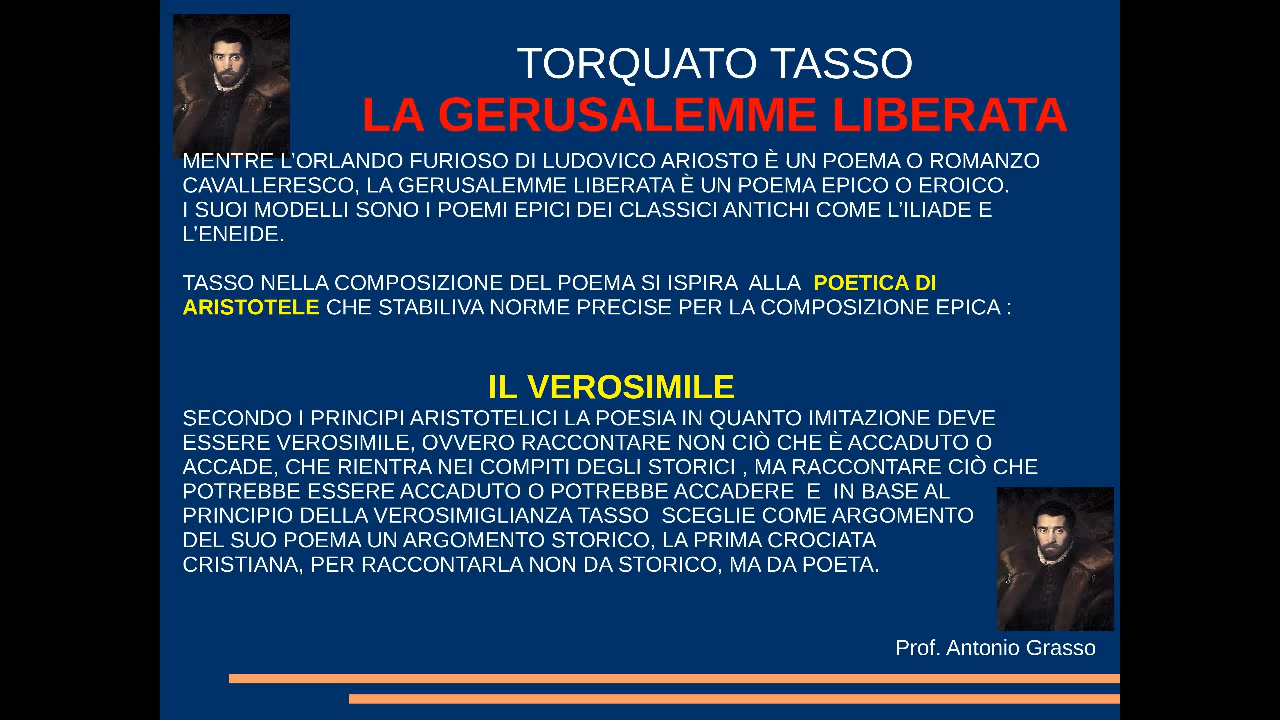 TORQUATO TASSO
LA GERUSALEMME LIBERATA
MENTRE L’ORLANDO FURIOSO DI LUDOVICO ARIOSTO È UN POEMA O ROMANZO
CAVALLERESCO, LA GERUSALEMME LIBERATA È UN POEMA EPICO O EROICO.
I SUOI MODELLI SONO I POEMI EPICI DEI CLASSICI ANTICHI COME L’ILIADE E
L’ENEIDE.
TASSO NELLA COMPOSIZIONE DEL POEMA SI ISPIRA  ALLA  POETICA DI
ARISTOTELE CHE STABILIVA NORME PRECISE PER LA COMPOSIZIONE EPICA :
IL VEROSIMILE
SECONDO I PRINCIPI ARISTOTELICI LA POESIA IN QUANTO IMITAZIONE DEVE
ESSERE VEROSIMILE, OVVERO RACCONTARE NON CIÒ CHE È ACCADUTO O
ACCADE, CHE RIENTRA NEI COMPITI DEGLI STORICI , MA RACCONTARE CIÒ CHE
POTREBBE ESSERE ACCADUTO O POTREBBE ACCADERE  E  IN BASE AL
PRINCIPIO DELLA VEROSIMIGLIANZA TASSO  SCEGLIE COME ARGOMENTO
DEL SUO POEMA UN ARGOMENTO STORICO, LA PRIMA CROCIATA
CRISTIANA, PER RACCONTARLA NON DA STORICO, MA DA POETA.
Prof. Antonio Grasso